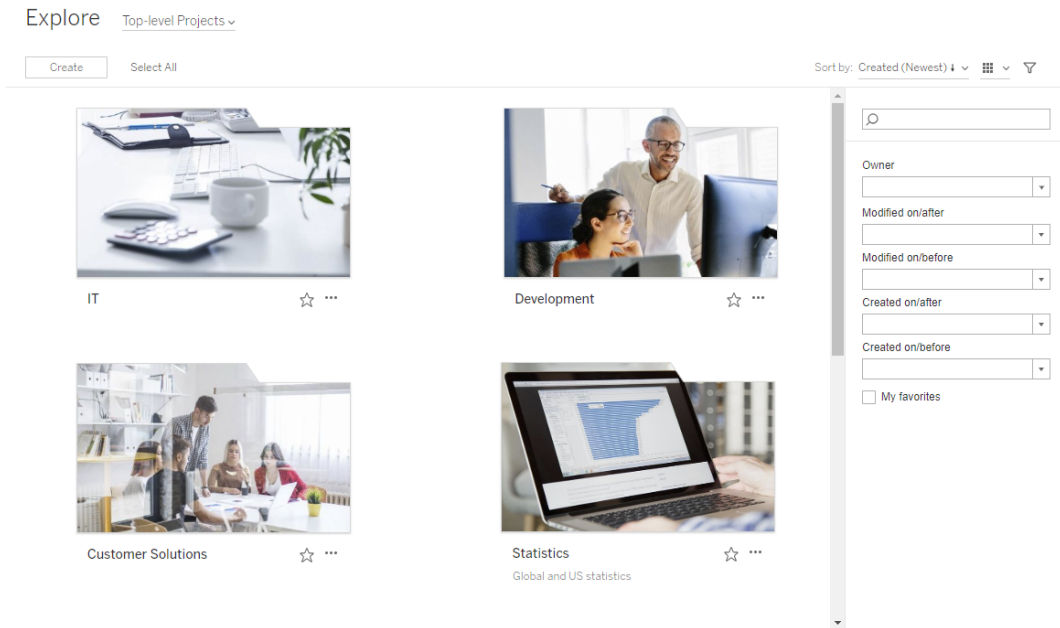 Explore Top-level Projects
Create Select All Sort by: Created (Newest)
Owner
Modified on/after
Modified on/before
Created on/after
Created on/before
My favorites
IT Development
Customer Solutions Statistics
Global and US statistics